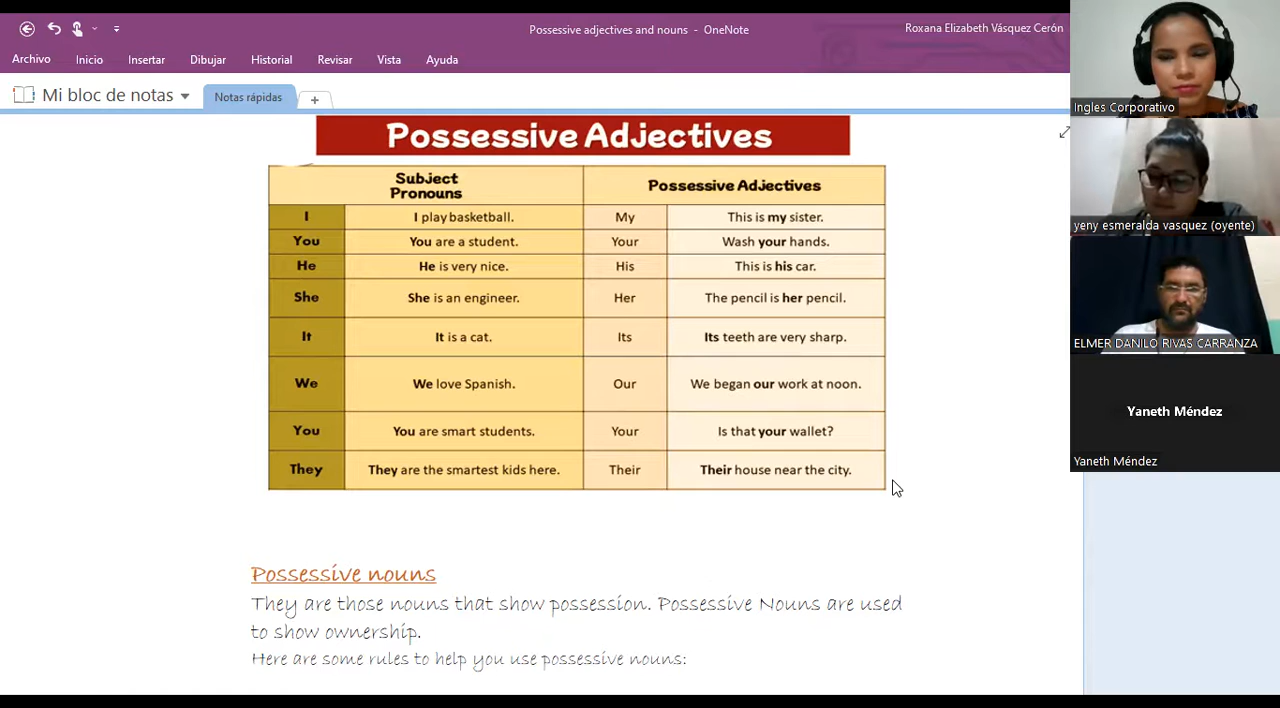 Possessive adjectives and nouns - OneNote
Roxana Elizabeth Vásquez Cerón
Archivo Inicio Insertar Dibujar Historial Revisar Vista Ayuda
Mi bloc de notas
Notas rápidas
Possessive Adjectives
Subject
Pronouns
Possessive Adjectives
I I play basketball. My This is my sister.
You You are a student. Your Wash your hands.
He He is very nice. His This is his car.
She She is an engineer. Her The pencil is her pencil.
It It is a cat. Its Its teeth are very sharp.
We We love Spanish. Our We began our work at noon.
You You are smart students. Your Is that your wallet?
They They are the smartest kids here. Their Their house near the city.
Possessive nouns
They are those nouns that show possession. Possessive Nouns are used
to show ownership.
Here are some rules to help you use possessive nouns:
Ingles Corporativo
yeny esmeralda vasquez (oyente)
ELMER DANILO RIVAS CARRANZA
Yaneth Méndez
Yaneth Méndez